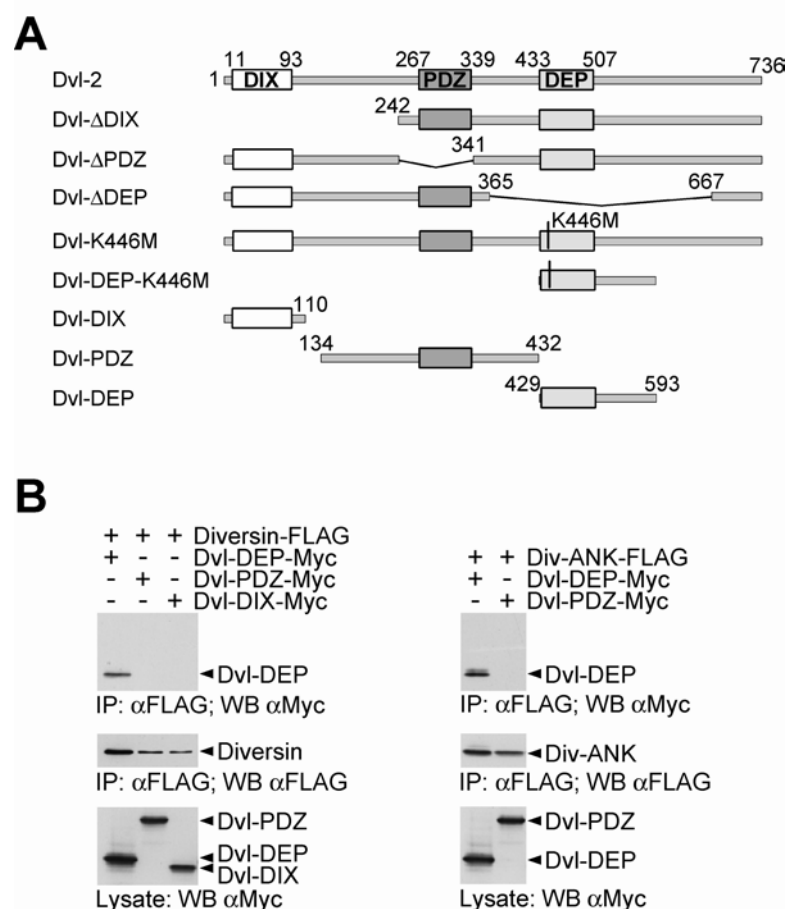 A
11 93 267 339 433 507
Dvl-2 1 DIX PDZ DEP 736
242
Dvl-ΔDIX
341
Dvl-ΔPDZ
365 667
Dvl-ΔDEP
K446M
Dvl-K446M
Dvl-DEP-K446M
110
Dvl-DIX
134 432
Dvl-PDZ
429 593
Dvl-DEP
B
+ + + Diversin-FLAG
+ - - Dvl-DEP-Myc
- + - Dvl-PDZ-Myc
- - + Dvl-DIX-Myc
Dvl-DEP
IP: αFLAG; WB αMyc
Diversin
IP: αFLAG; WB αFLAG
Dvl-PDZ
Dvl-DEP
Dvl-DIX
Lysate: WB αMyc
+ + Div-ANK-FLAG
+ - Dvl-DEP-Myc
- + Dvl-PDZ-Myc
Dvl-DEP
IP: αFLAG; WB αMyc
Div-ANK
IP: αFLAG; WB αFLAG
Dvl-PDZ
Dvl-DEP
Lysate: WB αMyc